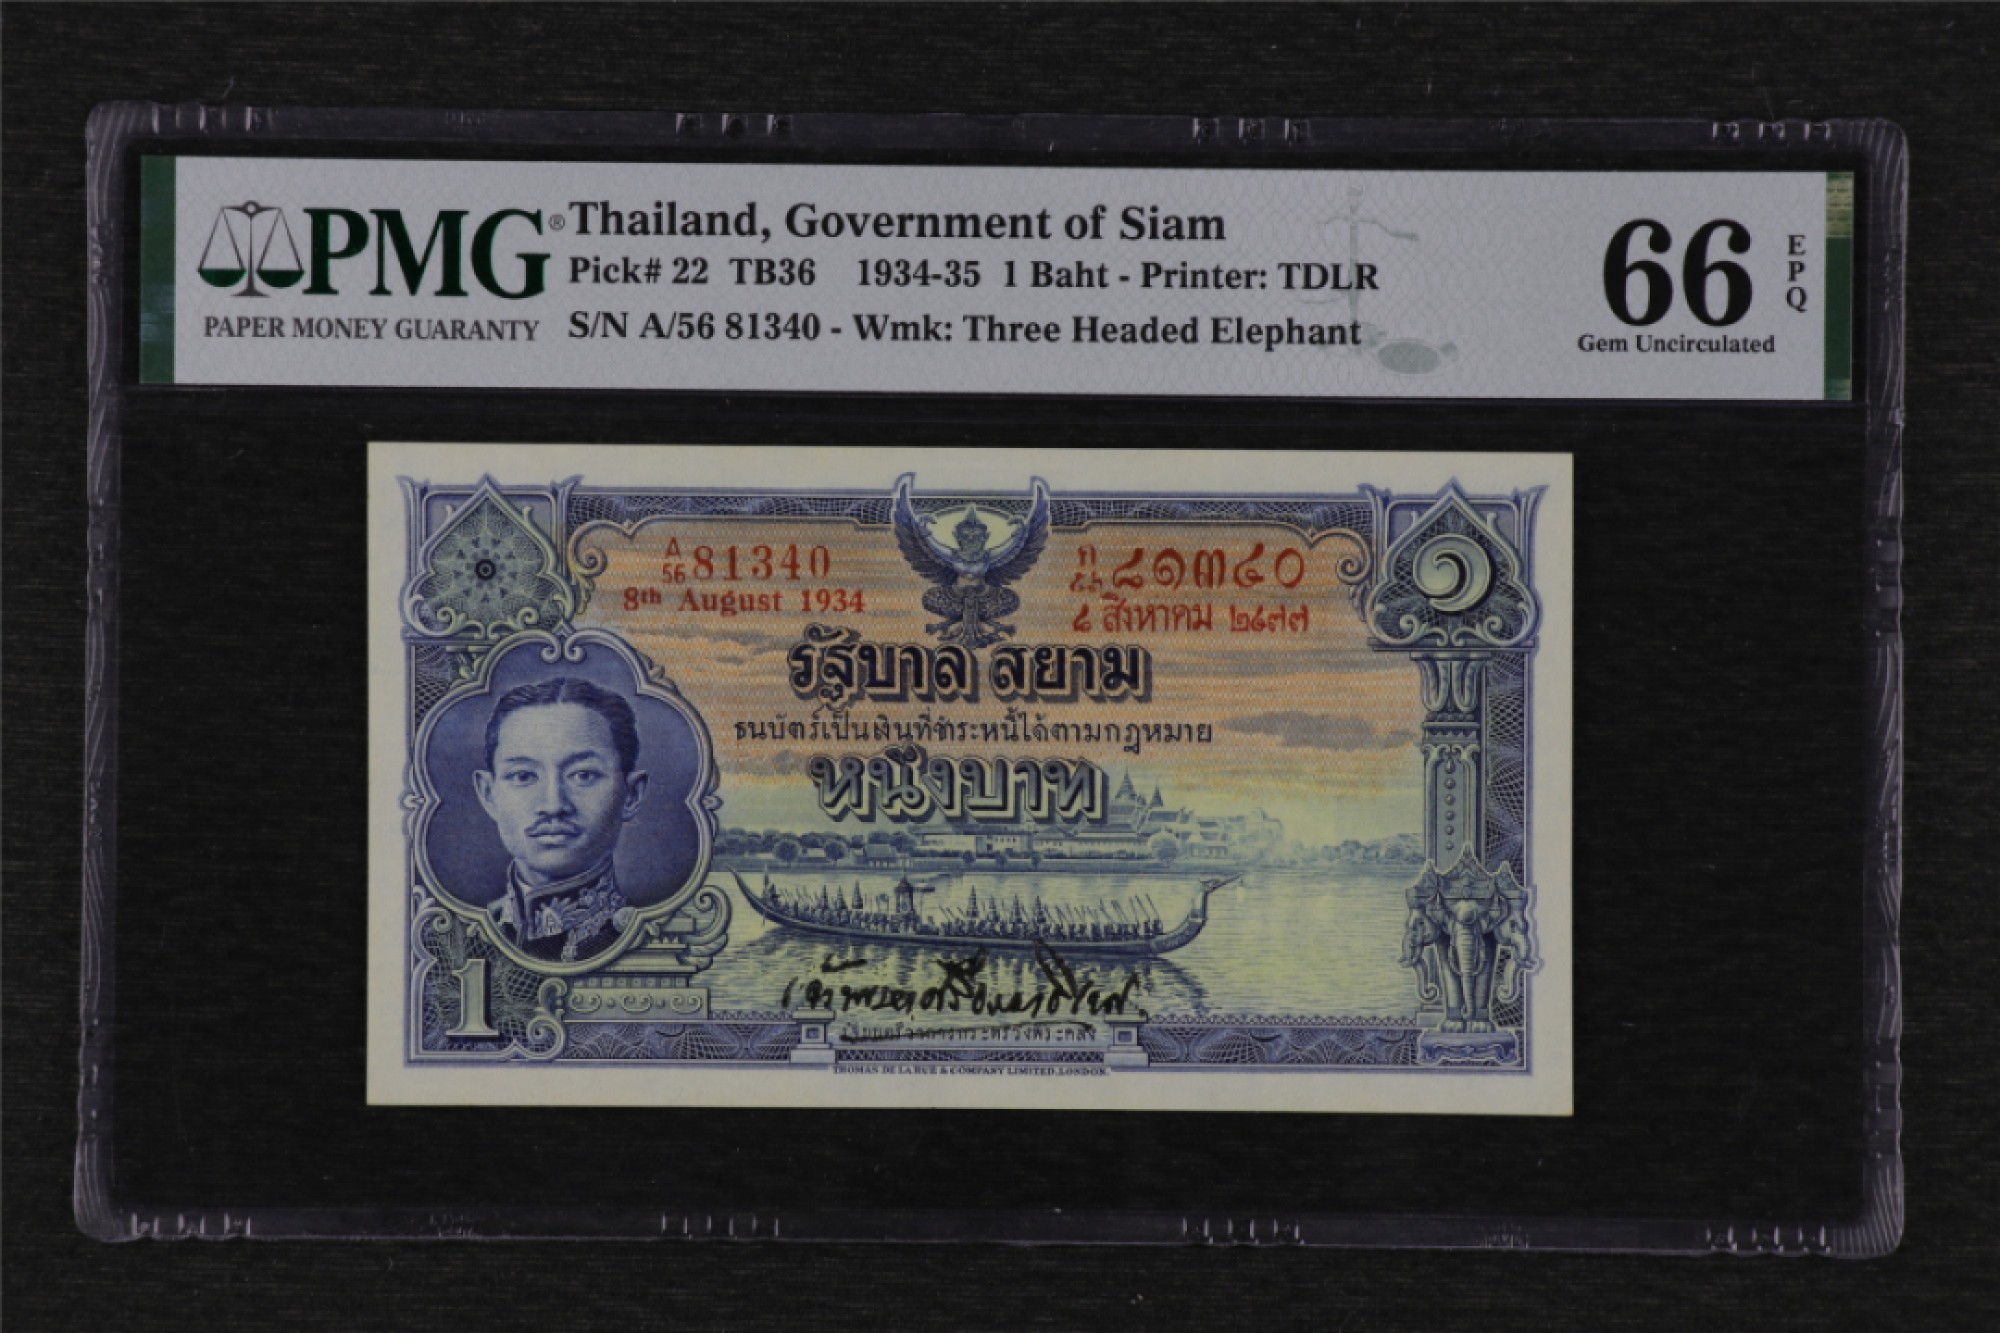 PMG®
PAPER MONEY GUARANTY
Thailand, Government of Siam
Pick# 22 TB36 1934-35 1 Baht - Printer: TDLR
S/N A/56 81340 - Wmk: Three Headed Elephant
66
EPQ
Gem Uncirculated
A/56 81340
8th August 1934
ก/๕๖ ๘๑๓๔๐
๘ สิงหาคม ๒๔๗๗
๑
รัฐบาล สยาม
ธนบัตร์เป็นเงินที่ชำระหนี้ได้ตามกฎหมาย
หนึ่งบาท
1
THOMAS DE LA RUE & COMPANY LIMITED, LONDON.